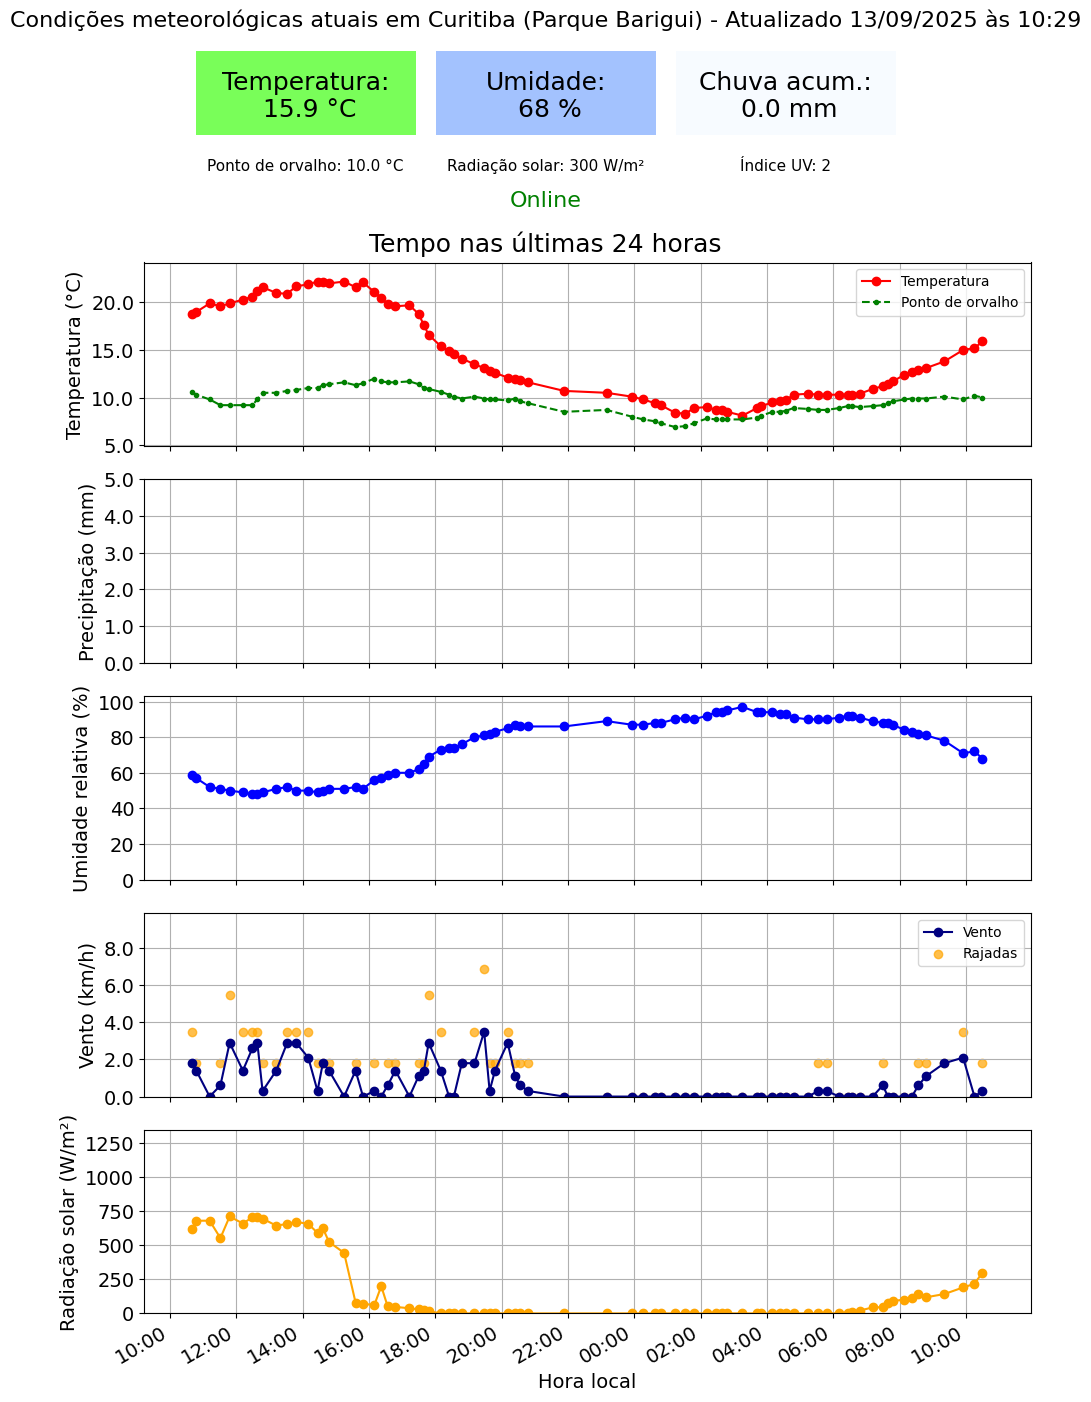 Condições meteorológicas atuais em Curitiba (Parque Barigui) - Atualizado 13/09/2025 às 10:29
Temperatura:
15.9 °C
Umidade:
68 %
Chuva acum.:
0.0 mm
Ponto de orvalho: 10.0 °C
Radiação solar: 300 W/m²
Índice UV: 2
Online
Tempo nas últimas 24 horas
Temperatura (°C)
20.0
15.0
10.0
5.0
Temperatura
Ponto de orvalho
Precipitação (mm)
5.0
4.0
3.0
2.0
1.0
0.0
Umidade relativa (%)
100
80
60
40
20
0
Vento (km/h)
8.0
6.0
4.0
2.0
0.0
Vento
Rajadas
Radiação solar (W/m²)
1250
1000
750
500
250
0
10:00
12:00
14:00
16:00
18:00
20:00
22:00
00:00
02:00
04:00
06:00
08:00
10:00
Hora local